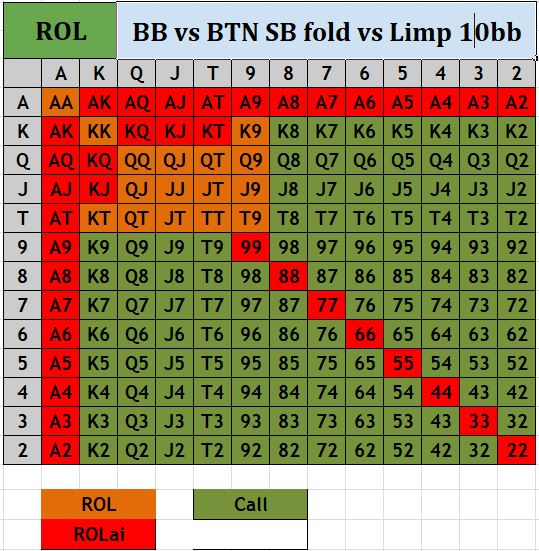 ROL BB vs BTN SB fold vs Limp 10bb
A K Q J T 9 8 7 6 5 4 3 2
A AA AK AQ AJ AT A9 A8 A7 A6 A5 A4 A3 A2
K AK KK KQ KJ KT K9 K8 K7 K6 K5 K4 K3 K2
Q AQ KQ QQ QJ QT Q9 Q8 Q7 Q6 Q5 Q4 Q3 Q2
J AJ KJ QJ JJ JT J9 J8 J7 J6 J5 J4 J3 J2
T AT KT QT JT TT T9 T8 T7 T6 T5 T4 T3 T2
9 A9 K9 Q9 J9 T9 99 98 97 96 95 94 93 92
8 A8 K8 Q8 J8 T8 98 88 87 86 85 84 83 82
7 A7 K7 Q7 J7 T7 97 87 77 76 75 74 73 72
6 A6 K6 Q6 J6 T6 96 86 76 66 65 64 63 62
5 A5 K5 Q5 J5 T5 95 85 75 65 55 54 53 52
4 A4 K4 Q4 J4 T4 94 84 74 64 54 44 43 42
3 A3 K3 Q3 J3 T3 93 83 73 63 53 43 33 32
2 A2 K2 Q2 J2 T2 92 82 72 62 52 42 32 22
ROL Call
ROLai